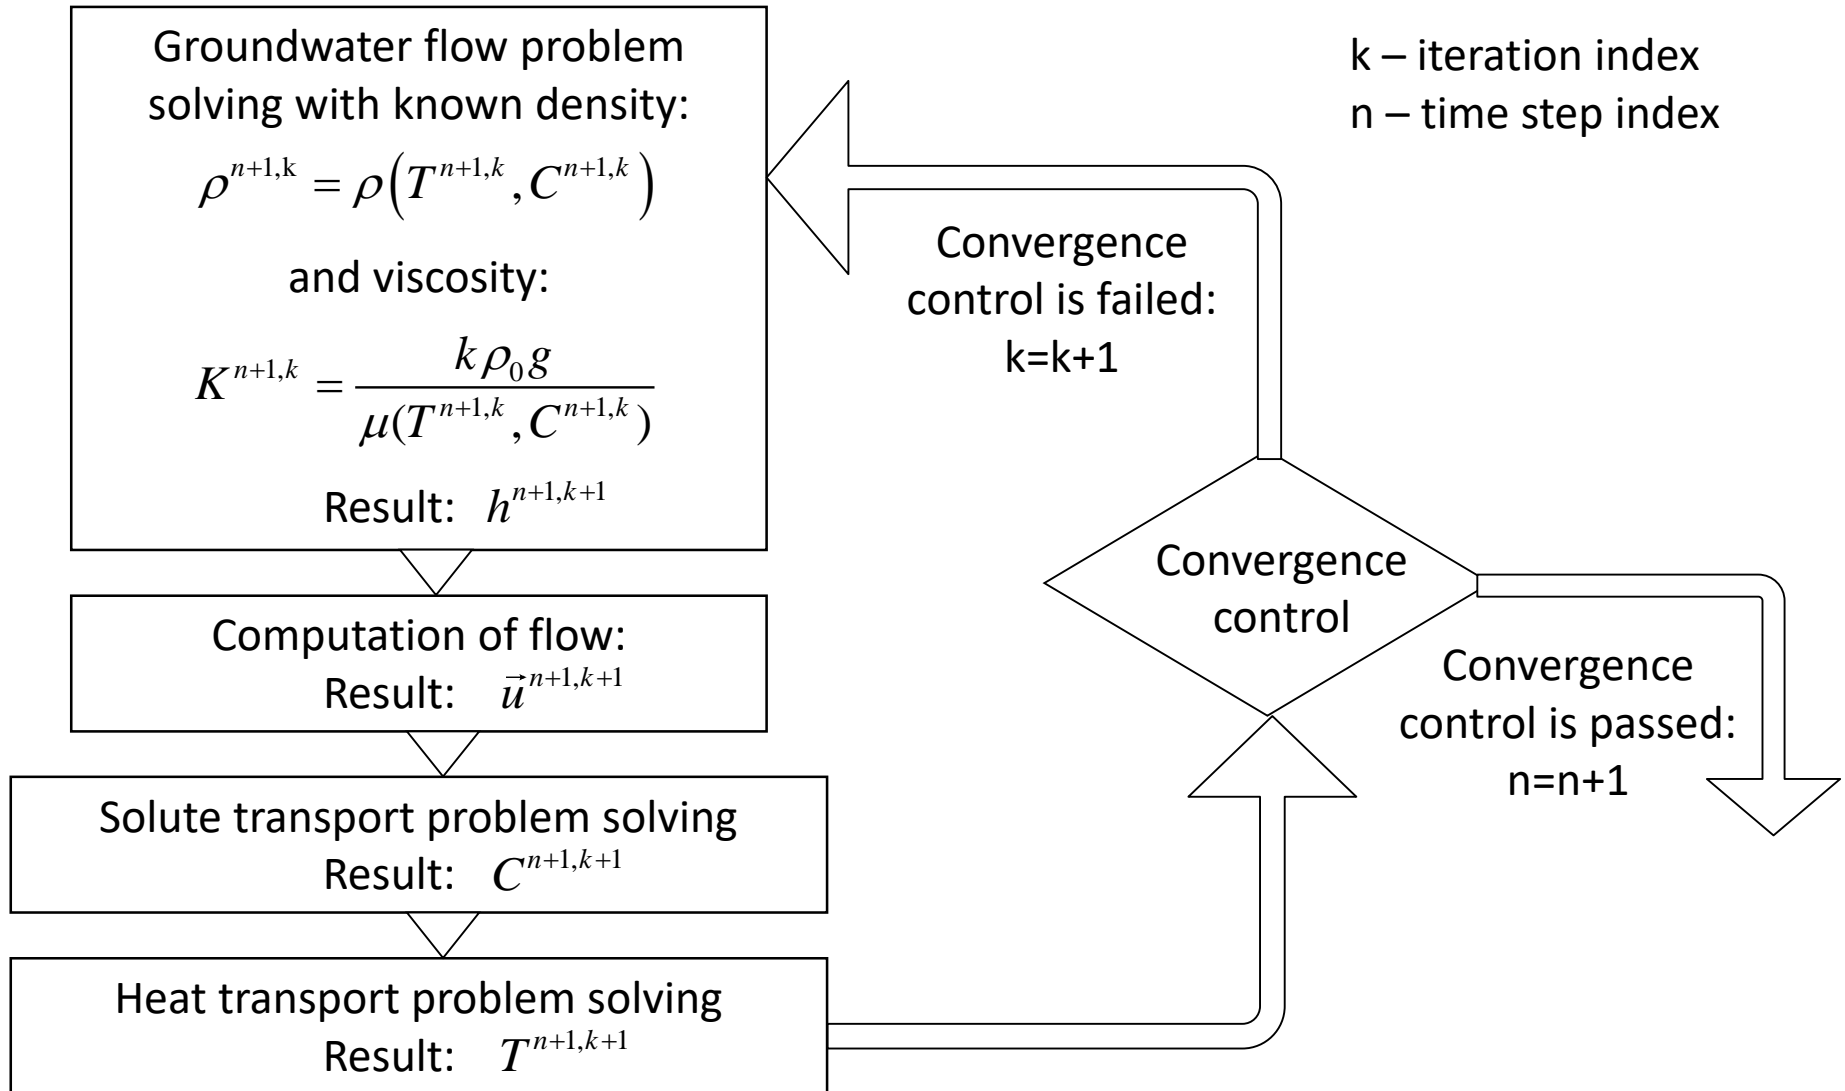 Groundwater flow problem
solving with known density:
ρ^{n+1,k} = ρ(T^{n+1,k}, C^{n+1,k})
and viscosity:
K^{n+1,k} = kρ₀g / μ(T^{n+1,k}, C^{n+1,k})
Result: h^{n+1,k+1}
Computation of flow:
Result: \vec{u}^{n+1,k+1}
Solute transport problem solving
Result: C^{n+1,k+1}
Heat transport problem solving
Result: T^{n+1,k+1}
Convergence
control
Convergence
control is failed:
k=k+1
Convergence
control is passed:
n=n+1
k – iteration index
n – time step index